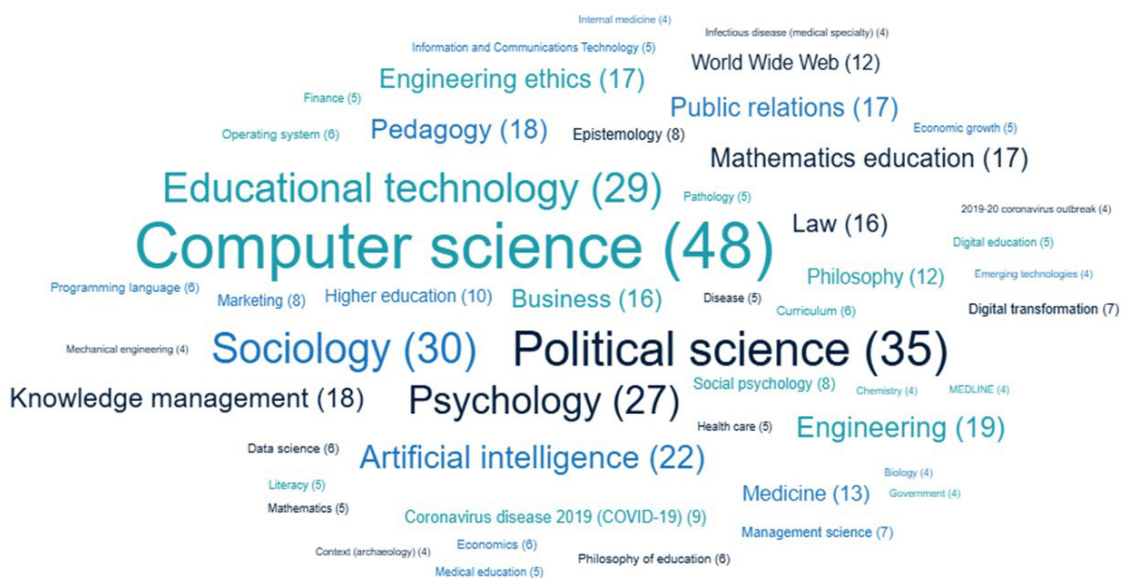 Internal medicine (4)
Infectious disease (medical specialty) (4)
Information and Communications Technology (5)
World Wide Web (12)
Engineering ethics (17)
Finance (5)
Public relations (17)
Operating system (6)
Pedagogy (18)
Epistemology (8)
Economic growth (5)
Mathematics education (17)
Educational technology (29)
Pathology (5)
2019-20 coronavirus outbreak (4)
Law (16)
Computer science (48)
Digital education (5)
Philosophy (12)
Emerging technologies (4)
Programming language (6)
Marketing (8)
Higher education (10)
Business (16)
Disease (5)
Curriculum (6)
Digital transformation (7)
Mechanical engineering (4)
Sociology (30)
Political science (35)
Knowledge management (18)
Psychology (27)
Social psychology (8)
Chemistry (4)
MEDLINE (4)
Health care (5)
Engineering (19)
Data science (6)
Artificial intelligence (22)
Biology (4)
Literacy (5)
Medicine (13)
Government (4)
Mathematics (5)
Coronavirus disease 2019 (COVID-19) (9)
Management science (7)
Context (archaeology) (4)
Economics (6)
Philosophy of education (6)
Medical education (5)